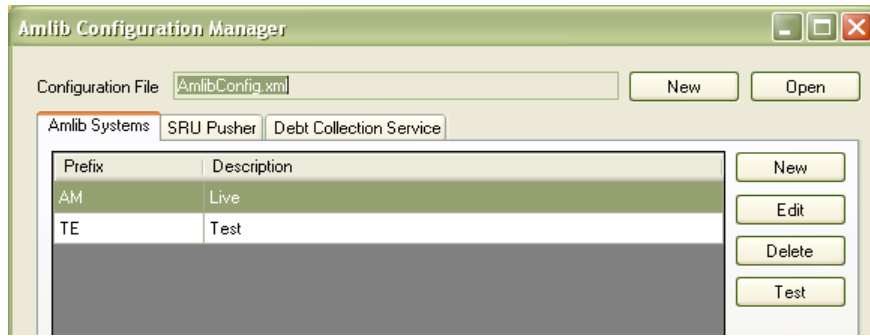 Amlib Configuration Manager
Configuration File AmlibConfig.xml New Open
Amlib Systems SRU Pusher Debt Collection Service
Prefix Description New
AM Live
Edit
TE Test
Delete
Test